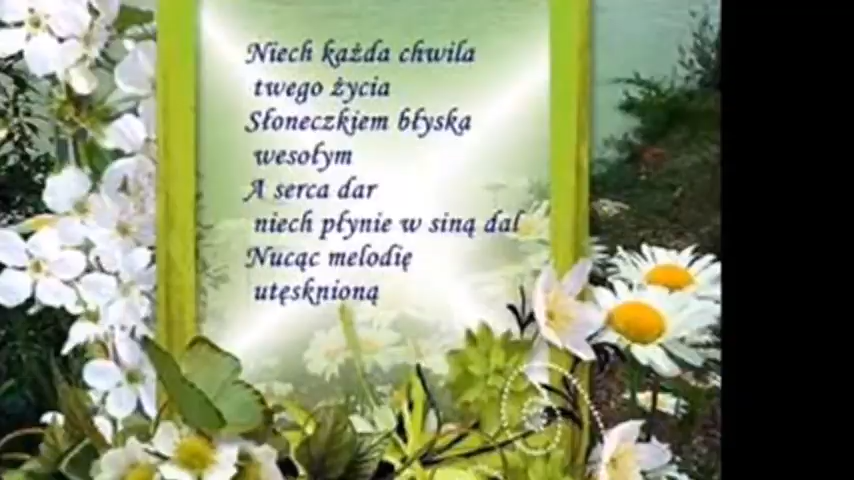 Niech każda chwila
twego życia
Słoneczkiem błyska
wesołym
A serca dar
niech płynie w siną dal
Nucąc melodię
utęsknioną